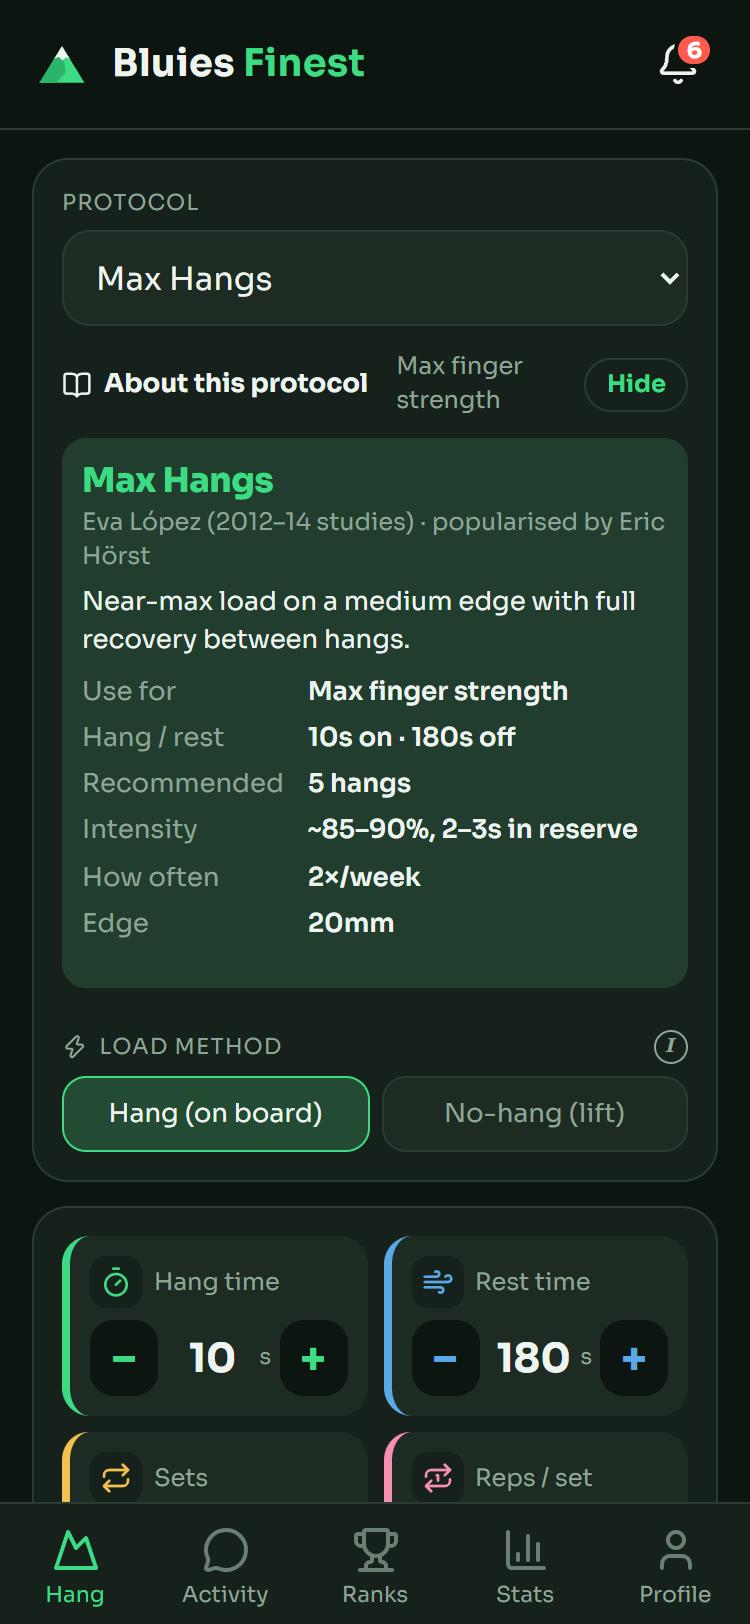 Bluies Finest
6
PROTOCOL
Max Hangs
About this protocol
Max finger
strength
Hide
Max Hangs
Eva López (2012–14 studies) · popularised by Eric
Hörst
Near-max load on a medium edge with full
recovery between hangs.
Use for Max finger strength
Hang / rest 10s on · 180s off
Recommended 5 hangs
Intensity ~85–90%, 2–3s in reserve
How often 2×/week
Edge 20mm
LOAD METHOD
I
Hang (on board) No-hang (lift)
Hang time Rest time
− 10 s + − 180 s +
Sets Reps / set
Hang Activity Ranks Stats Profile